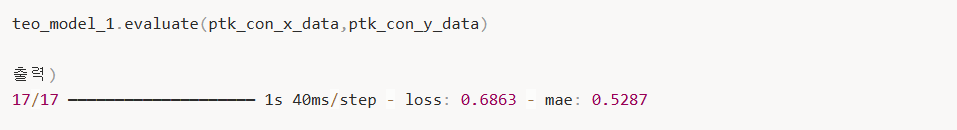 teo_model_1.evaluate(ptk_con_x_data,ptk_con_y_data)
출력)
17/17 ━━━━━━━━━━━━━━━━━━━━ 1s 40ms/step - loss: 0.6863 - mae: 0.5287